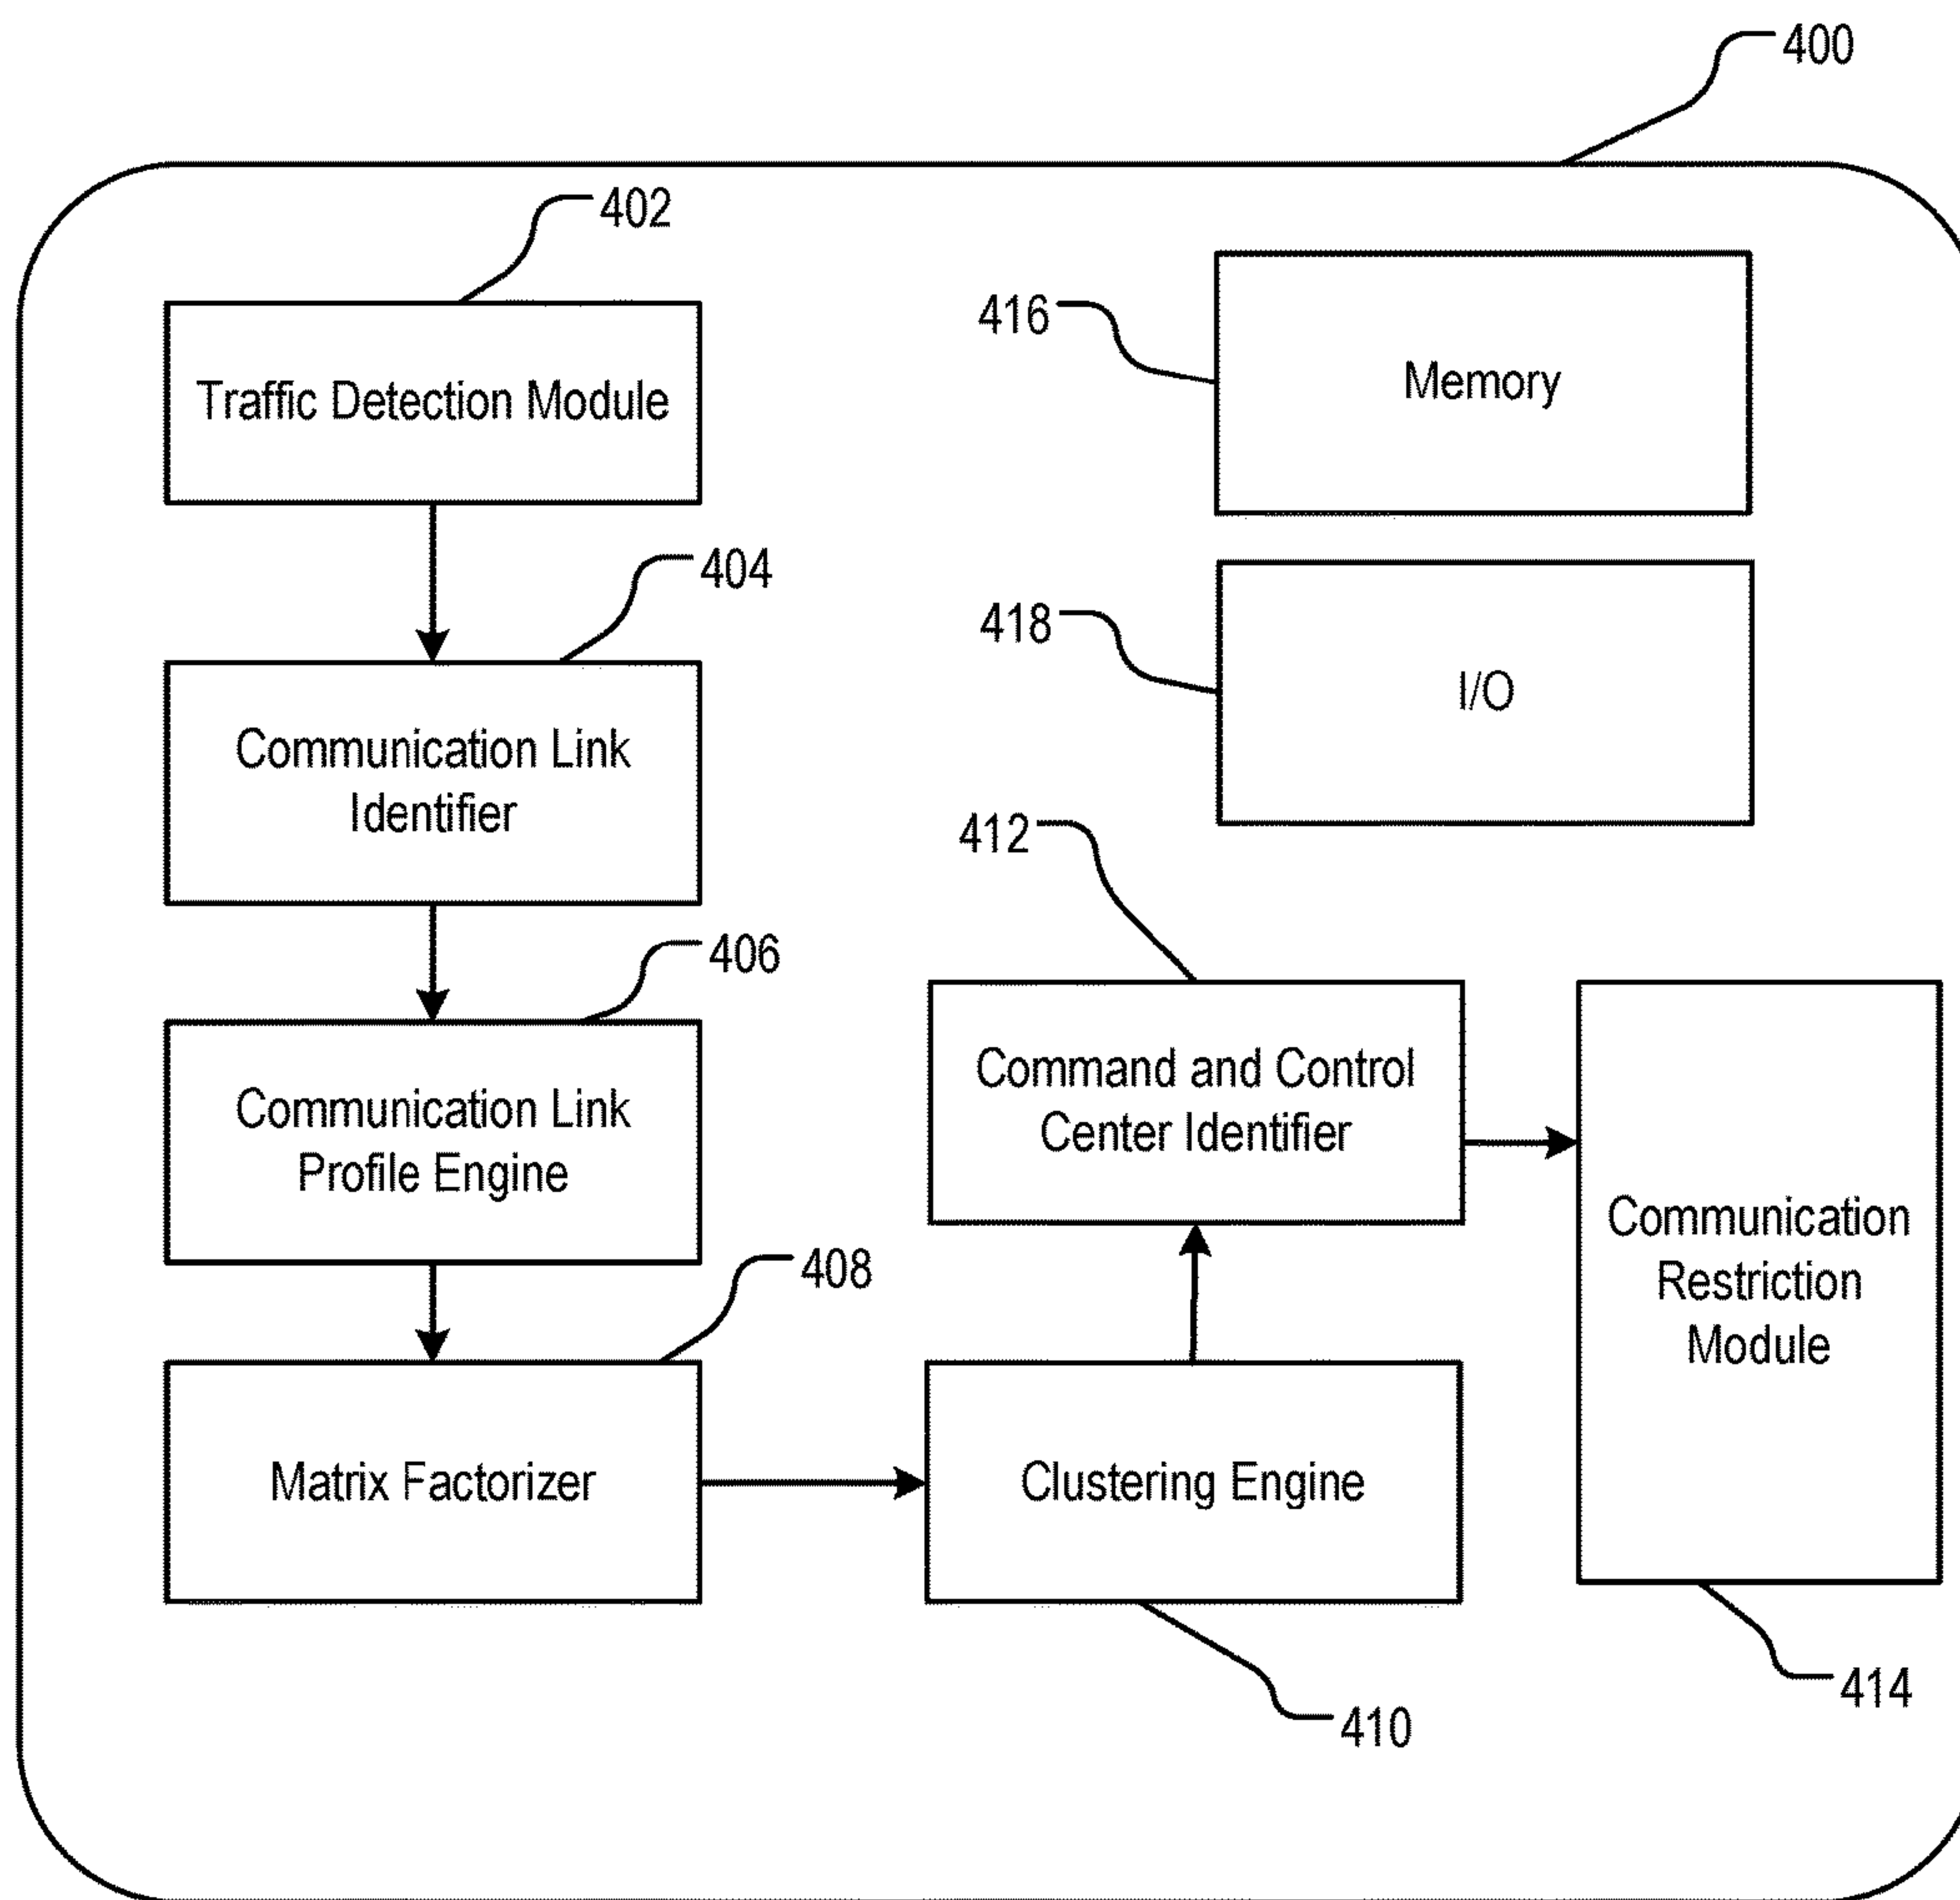 400
402
Traffic Detection Module
416
Memory
404
418
I/O
Communication Link
Identifier
412
406
Communication Link
Profile Engine
Command and Control
Center Identifier
Communication
Restriction
Module
408
Matrix Factorizer
Clustering Engine
414
410